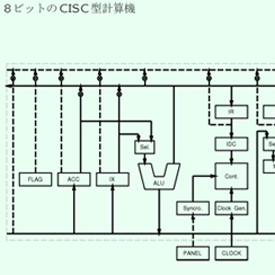 8ビットのCISC型計算機
IR
Sel.
IDC
Se
FLAG
ACC
IX
ALU
Cont.
Syncro.
Clock Gen.
PANEL
CLOCK